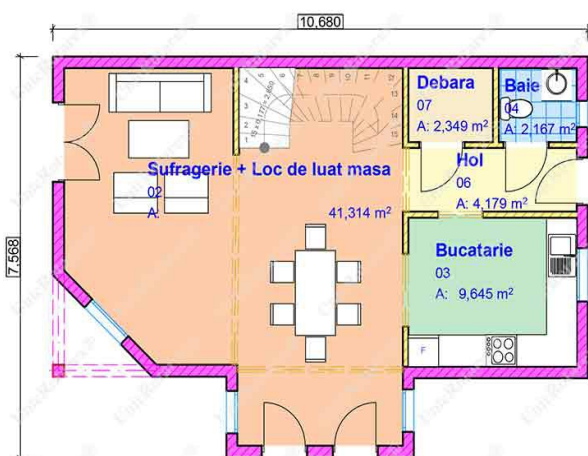 10,680
7,568
Debara
07
A: 2,349 m²
Baie
04
A: 2,167 m²
Hol
06
A: 4,179 m²
Sufragerie + Loc de luat masa
02
A:
41,314 m²
Bucatarie
03
A: 9,645 m²
F